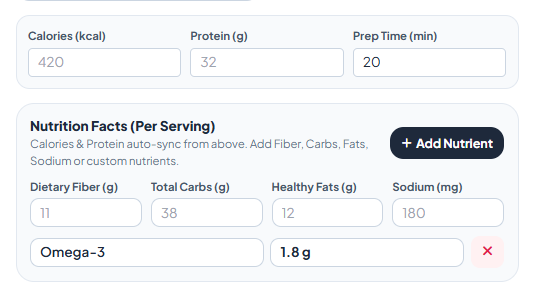 Calories (kcal) Protein (g) Prep Time (min)
420 32 20
Nutrition Facts (Per Serving)
Calories & Protein auto-sync from above. Add Fiber, Carbs, Fats,
Sodium or custom nutrients.
+ Add Nutrient
Dietary Fiber (g) Total Carbs (g) Healthy Fats (g) Sodium (mg)
11 38 12 180
Omega-3 1.8 g ×